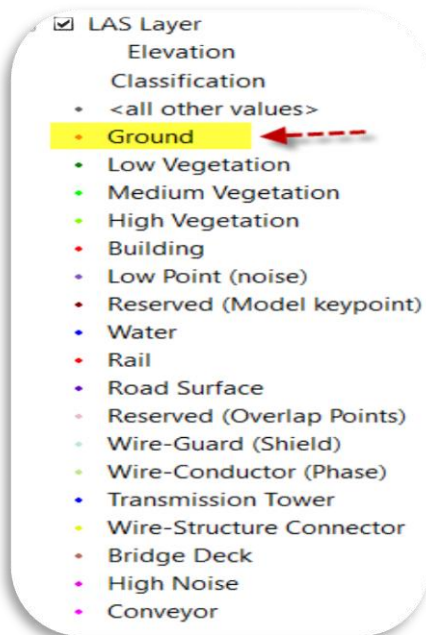 LAS Layer
Elevation
Classification
<all other values>
Ground
Low Vegetation
Medium Vegetation
High Vegetation
Building
Low Point (noise)
Reserved (Model keypoint)
Water
Rail
Road Surface
Reserved (Overlap Points)
Wire-Guard (Shield)
Wire-Conductor (Phase)
Transmission Tower
Wire-Structure Connector
Bridge Deck
High Noise
Conveyor